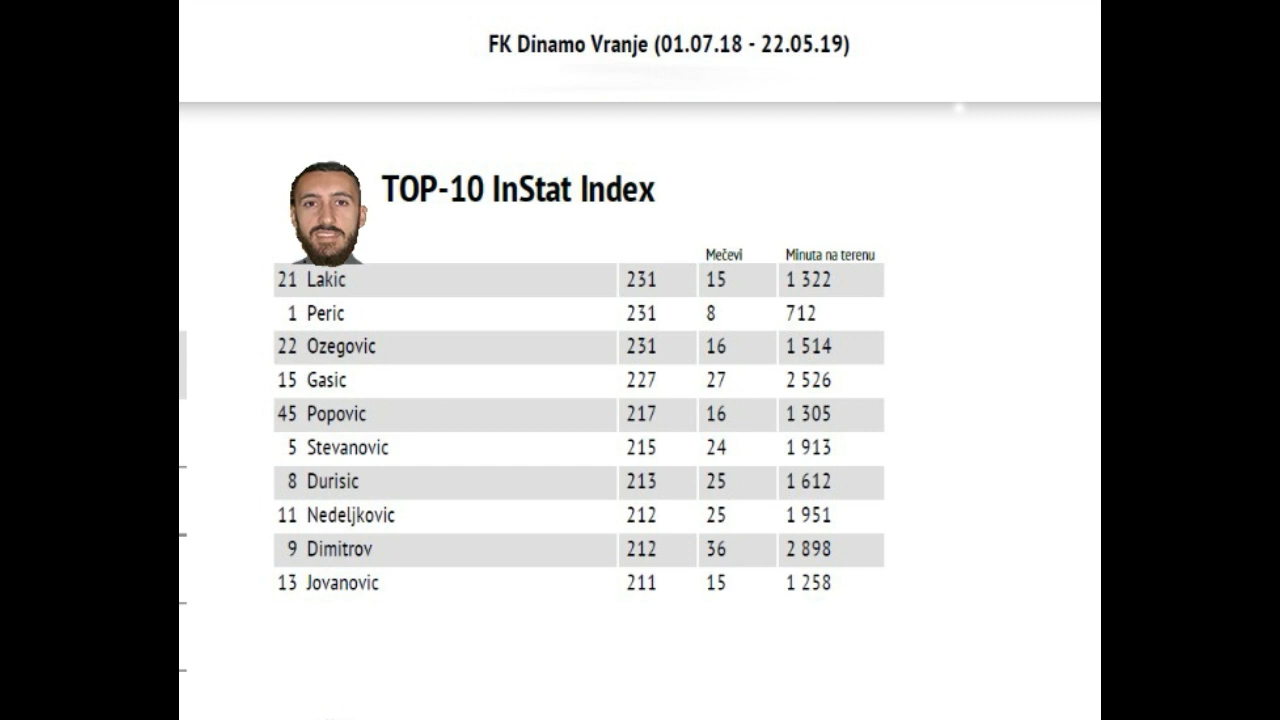 FK Dinamo Vranje (01.07.18 - 22.05.19)
TOP-10 InStat Index
Mečevi Minuta na terenu
21 Lakic 231 15 1 322
1 Peric 231 8 712
22 Ozegovic 231 16 1 514
15 Gasic 227 27 2 526
45 Popovic 217 16 1 305
5 Stevanovic 215 24 1 913
8 Durisic 213 25 1 612
11 Nedeljkovic 212 25 1 951
9 Dimitrov 212 36 2 898
13 Jovanovic 211 15 1 258